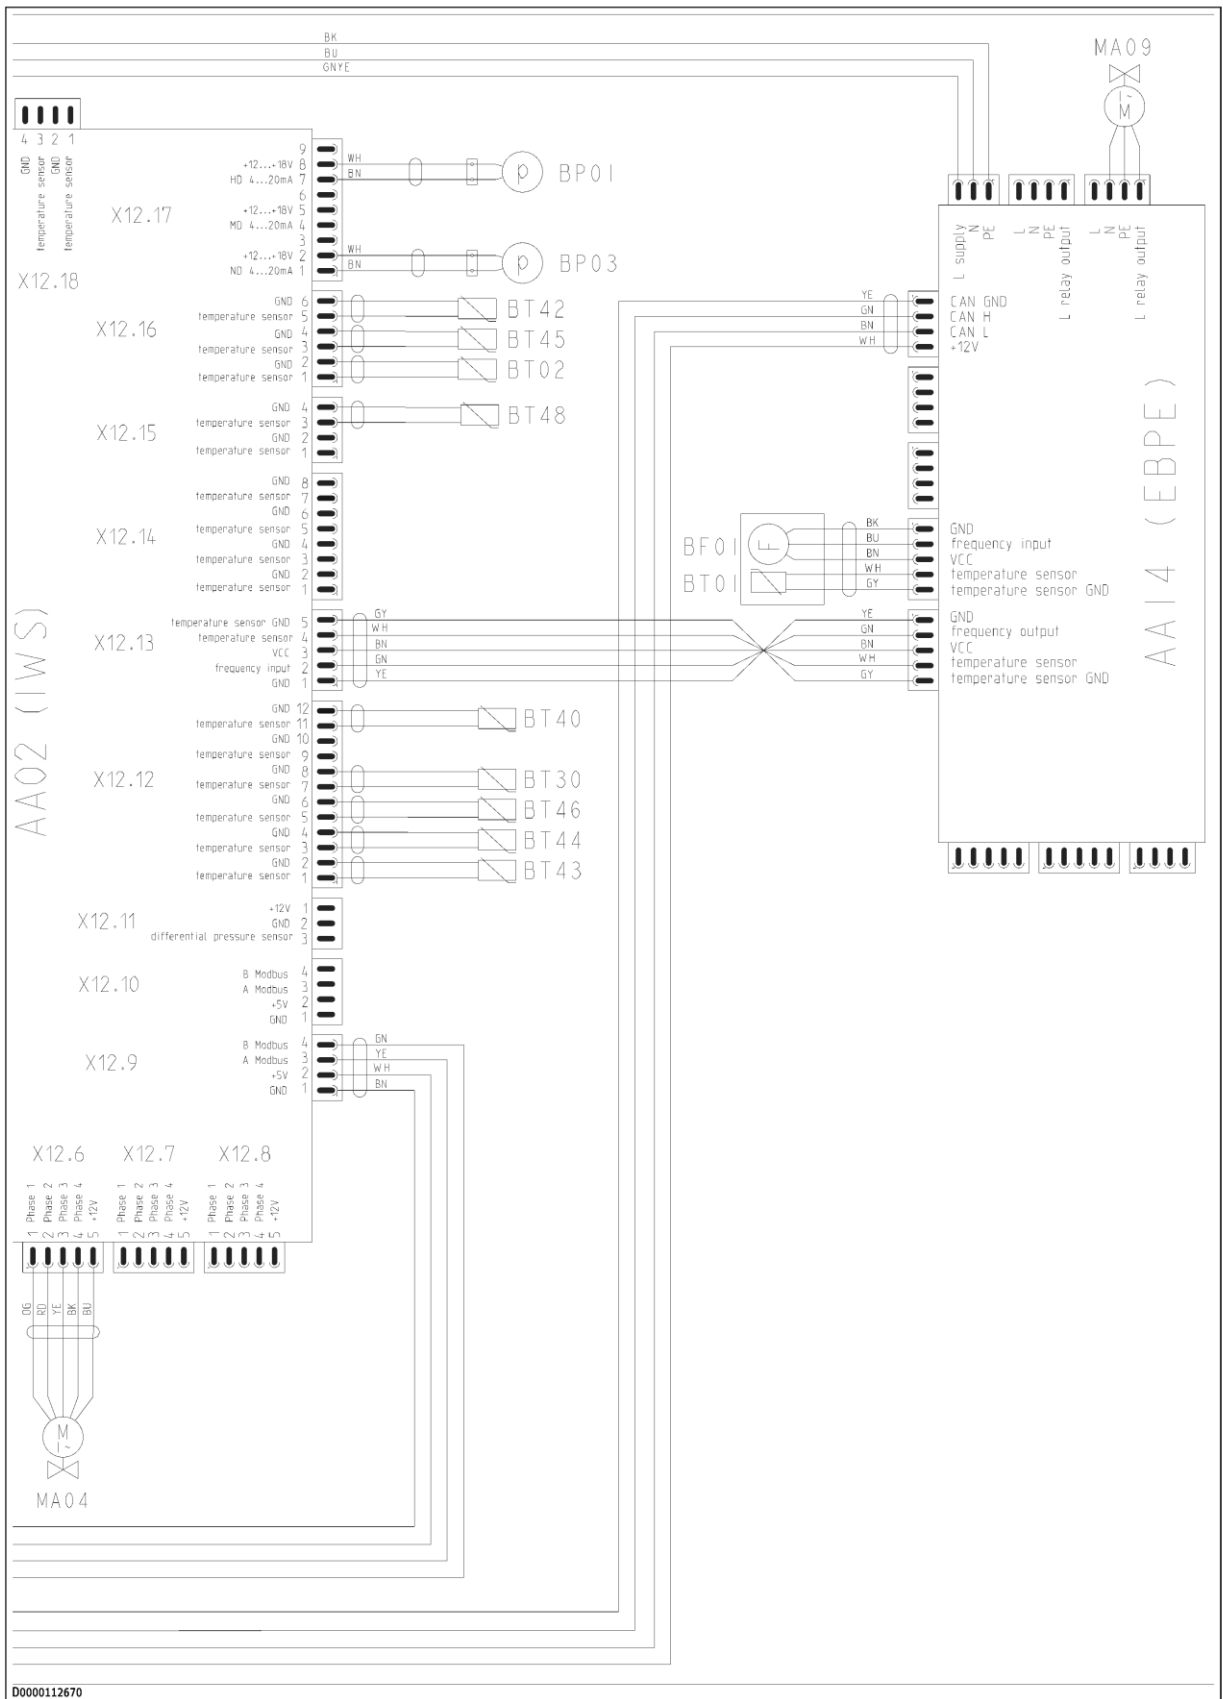 BK
BU
GNYE
MA09
I~
M
4 3 2 1
GND
temperature sensor
GND
temperature sensor
X12.18
X12.17
9
+12...+18V 8
HD 4...20mA 7
6
+12...+18V 5
MD 4...20mA 4
3
+12...+18V 2
ND 4...20mA 1
WH
BN
p
BP01
WH
BN
p
BP03
X12.16
GND 6
temperature sensor 5
GND 4
temperature sensor 3
GND 2
temperature sensor 1
BT42
BT45
BT02
X12.15
GND 4
temperature sensor 3
GND 2
temperature sensor 1
BT48
X12.14
GND 8
temperature sensor 7
GND 6
temperature sensor 5
GND 4
temperature sensor 3
GND 2
temperature sensor 1
X12.13
temperature sensor GND 5
temperature sensor 4
VCC 3
frequency input 2
GND 1
GY
WH
BN
GN
YE
AA02 (IWS)
X12.12
GND 12
temperature sensor 11
GND 10
temperature sensor 9
GND 8
temperature sensor 7
GND 6
temperature sensor 5
GND 4
temperature sensor 3
GND 2
temperature sensor 1
BT40
BT30
BT46
BT44
BT43
X12.11
+12V 1
GND 2
differential pressure sensor 3
X12.10
B Modbus 4
A Modbus 3
+5V 2
GND 1
X12.9
B Modbus 4
A Modbus 3
+5V 2
GND 1
GN
YE
WH
BN
X12.6
X12.7
X12.8
1 Phase 1
2 Phase 2
3 Phase 3
4 Phase 4
5 +12V
1 Phase 1
2 Phase 2
3 Phase 3
4 Phase 4
5 +12V
1 Phase 1
2 Phase 2
3 Phase 3
4 Phase 4
5 +12V
OG
RD
YE
BK
BU
M
I~
MA04
L supply
N
PE
L
N
PE
L relay output
L
N
PE
L relay output
YE
GN
BN
WH
CAN GND
CAN H
CAN L
+12V
AA14 (EBPE)
BF01
F
BT01
BK
BU
BN
WH
GY
GND
frequency input
VCC
temperature sensor
temperature sensor GND
YE
GN
BN
WH
GY
GND
frequency output
VCC
temperature sensor
temperature sensor GND
D0000112670